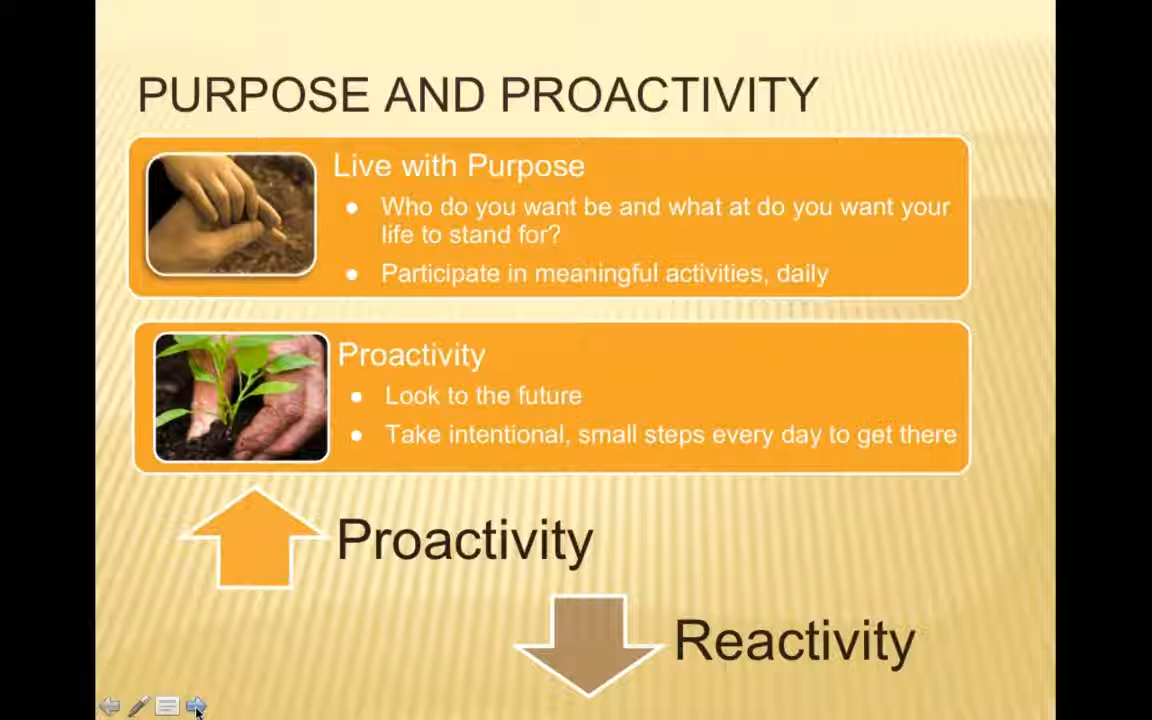 PURPOSE AND PROACTIVITY
Live with Purpose
● Who do you want be and what at do you want your
life to stand for?
● Participate in meaningful activities, daily
Proactivity
● Look to the future
● Take intentional, small steps every day to get there
Proactivity
Reactivity